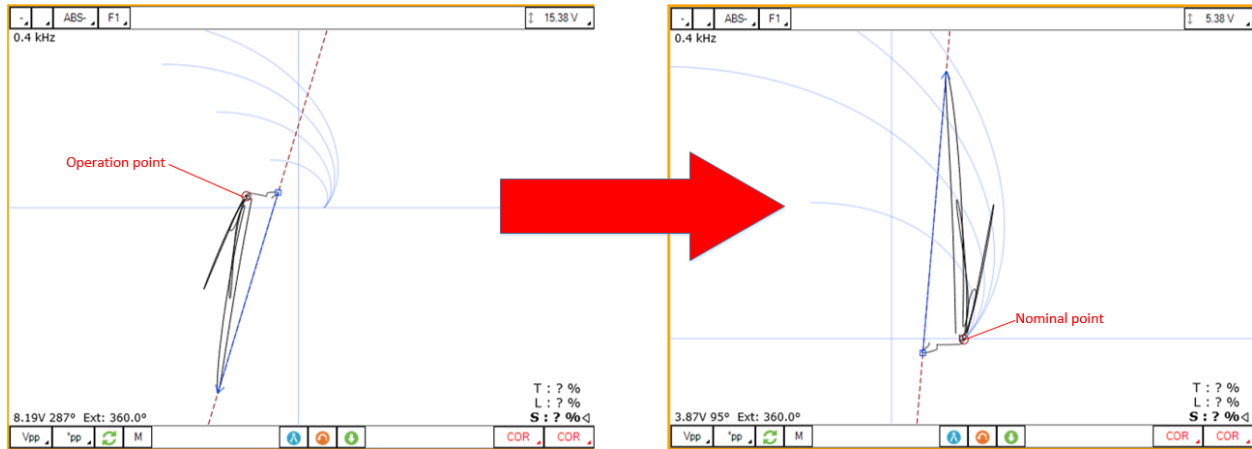 - ABS- F1 ↕ 15.38 V
0.4 kHz
Operation point
T : ? %
L : ? %
S : ? %◁
8.19V 287° Ext: 360.0°
Vpp °pp M COR COR
- ABS- F1 ↕ 5.38 V
0.4 kHz
Nominal point
T : ? %
L : ? %
S : ? %◁
3.87V 95° Ext: 360.0°
Vpp °pp M COR COR